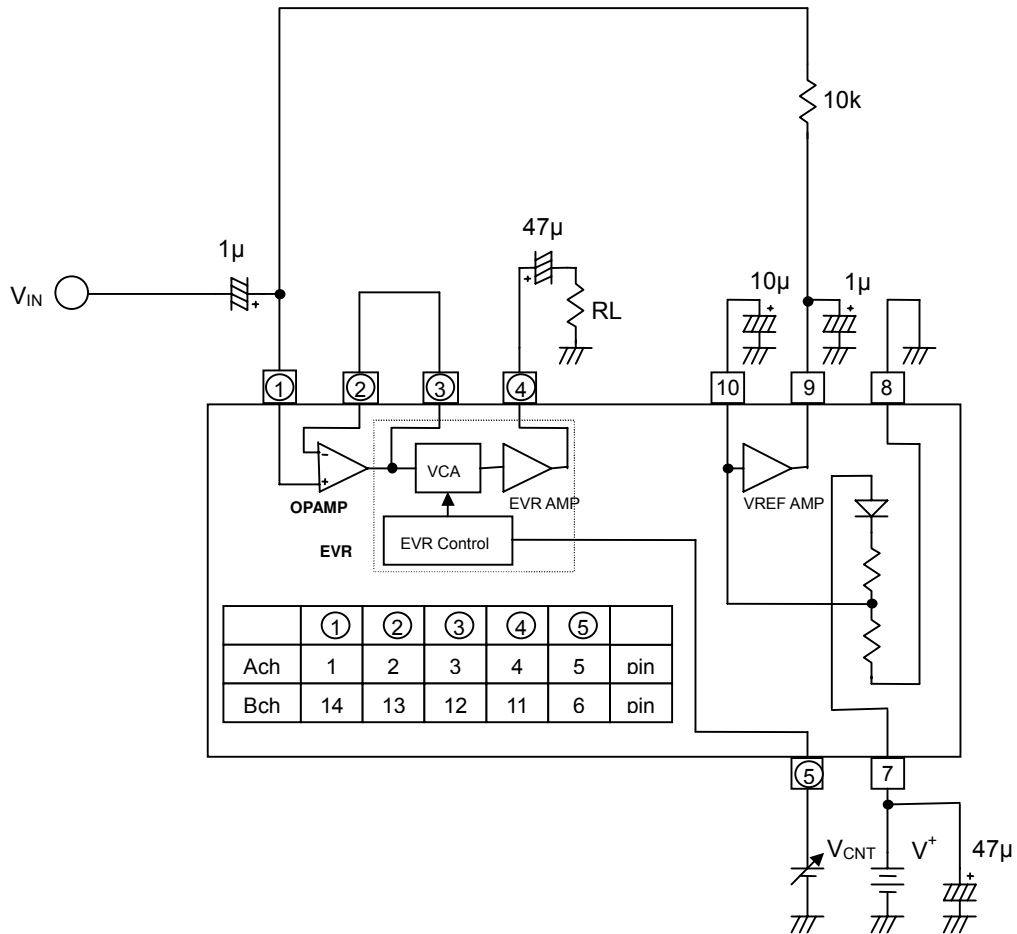 10k
47µ
1µ
10µ
1µ
V_IN
RL
+
+
+
+
① ② ③ ④ 10 9 8
-
+
VCA
OPAMP
EVR AMP
VREF AMP
EVR
EVR Control
① ② ③ ④ ⑤
Ach 1 2 3 4 5 pin
Bch 14 13 12 11 6 pin
⑤ 7
V_CNT V⁺ 47µ
+